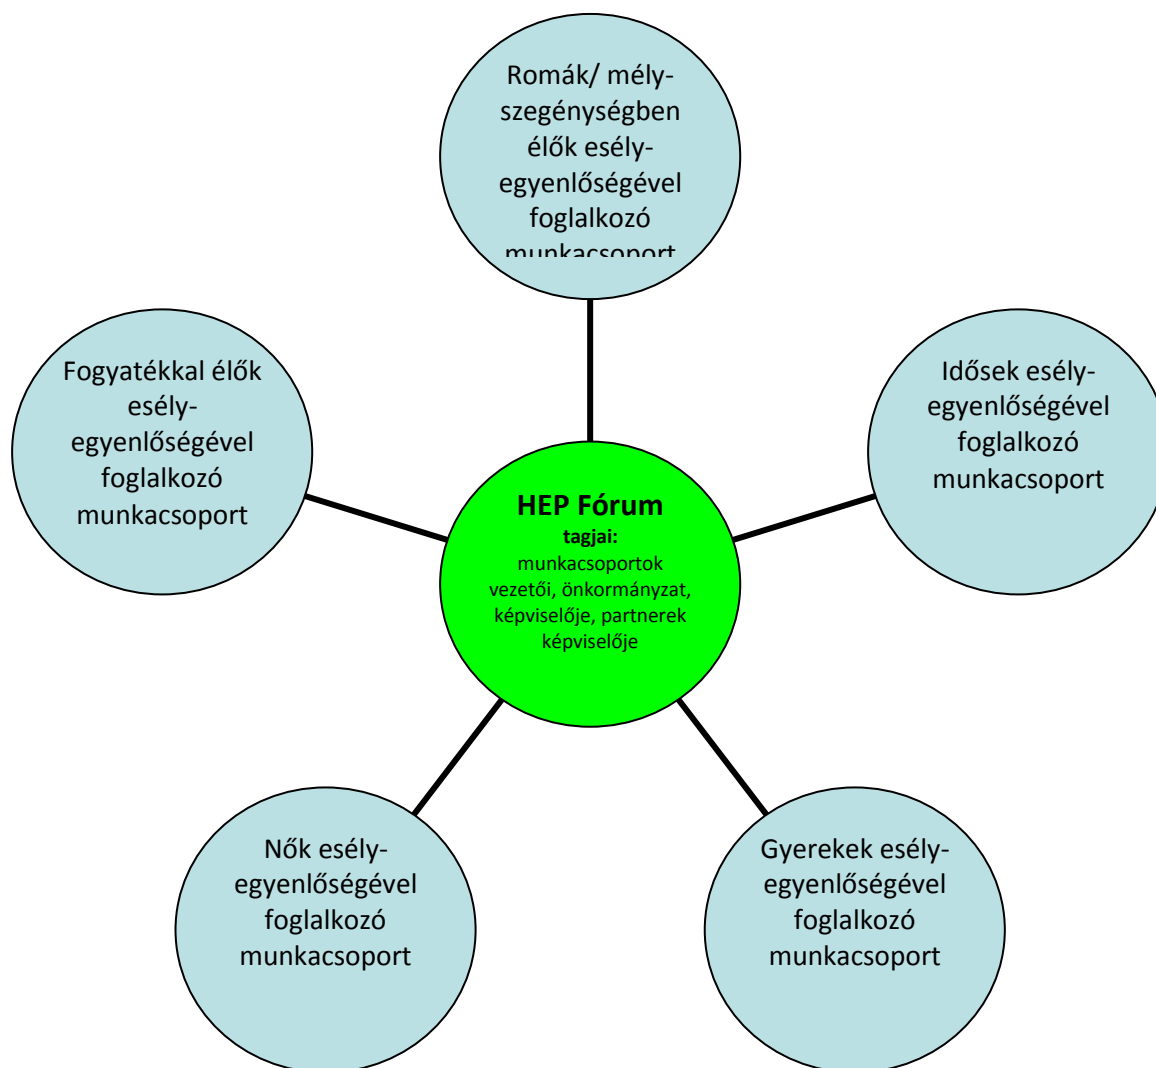 Romák/ mély-
szegénységben
élők esély-
egyenlőségével
foglalkozó
munkacsoport
Fogyatékkal élők
esély-
egyenlőségével
foglalkozó
munkacsoport
Idősek esély-
egyenlőségével
foglalkozó
munkacsoport
HEP Fórum
tagjai:
munkacsoportok
vezetői, önkormányzat,
képviselője, partnerek
képviselője
Nők esély-
egyenlőségével
foglalkozó
munkacsoport
Gyerekek esély-
egyenlőségével
foglalkozó
munkacsoport